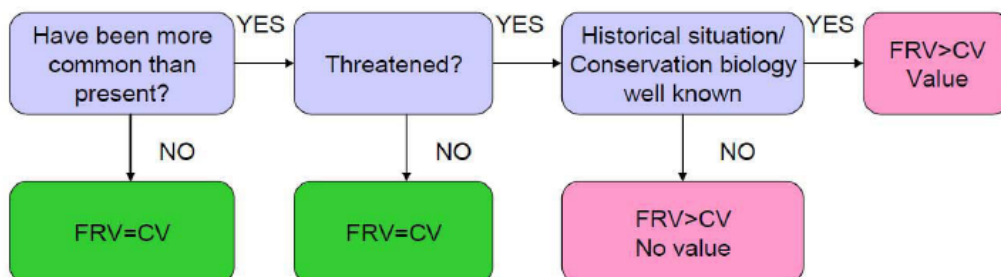 Have been more
common than
present?
YES
Threatened?
YES
Historical situation/
Conservation biology
well known
YES
FRV>CV
Value
NO
NO
NO
FRV=CV
FRV=CV
FRV>CV
No value